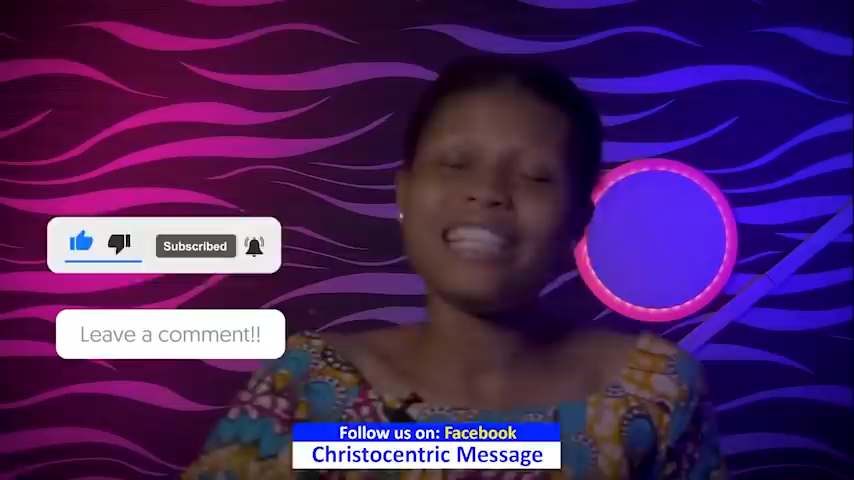 Subscribed
Leave a comment!!
Follow us on: Facebook
Christocentric Message